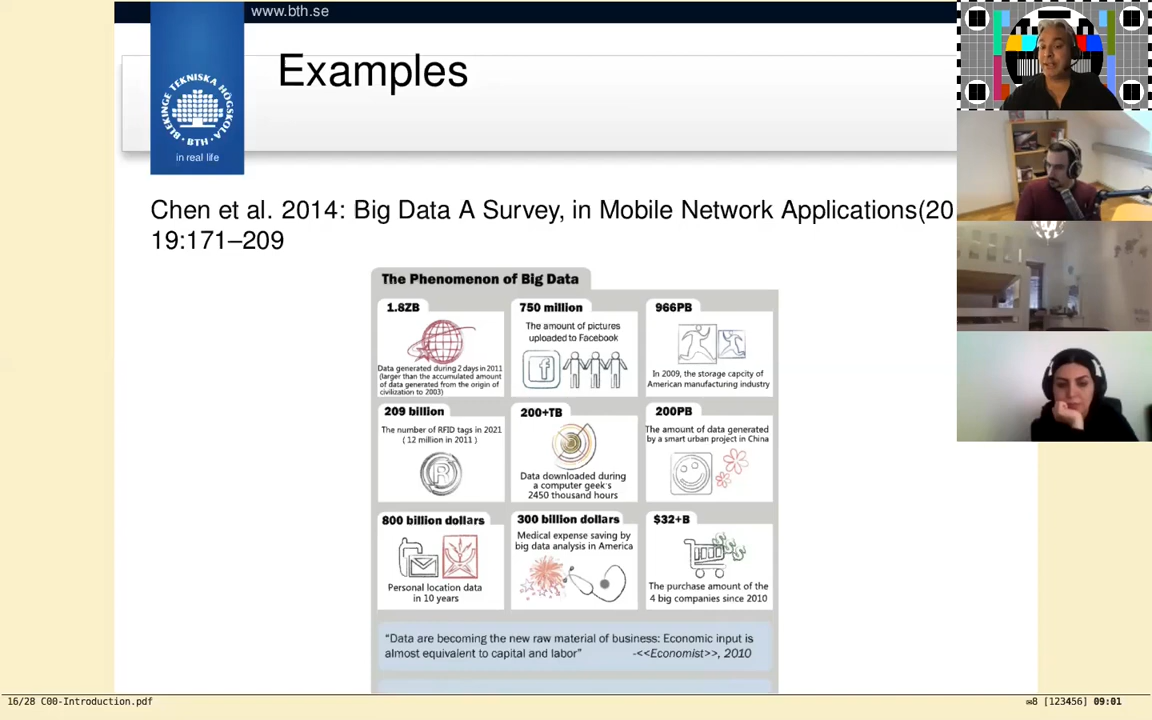 www.bth.se
Examples
BLEKINGE TEKNISKA HÖGSKOLA
· BTH ·
in real life
Chen et al. 2014: Big Data A Survey, in Mobile Network Applications(20
19:171–209
The Phenomenon of Big Data
1.8ZB
Data generated during 2 days in 2011
(larger than the accumulated amount
of data generated from the origin of
civilization to 2003)
750 million
The amount of pictures
uploaded to Facebook
966PB
In 2009, the storage capcity of
American manufacturing industry
209 billion
The number of RFID tags in 2021
( 12 million in 2011 )
200+TB
Data downloaded during
a computer geek's
2450 thousand hours
200PB
The amount of data generated
by a smart urban project in China
800 billion dollars
Personal location data
in 10 years
300 billion dollars
Medical expense saving by
big data analysis in America
$32+B
The purchase amount of the
4 big companies since 2010
“Data are becoming the new raw material of business: Economic input is
almost equivalent to capital and labor” -<<Economist>>, 2010
16/28 C00-Introduction.pdf
✉8 [123456] 09:01